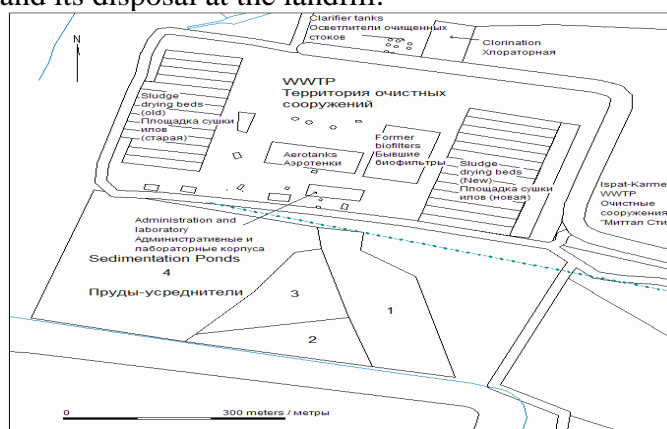 and its disposal at the landfill.
Clarifier tanks
Осветлители очищенных
стоков
N
Clorination
Хлораторная
WWTP
Территория очистных
сооружений
Sludge
drying beds
(old)
Площадка сушки
илов
(старая)
Former
biofilters
Бывшие
биофильтры
Aerotanks
Аэротенки
Sludge
drying beds
(New)
Площадка сушки
илов (новая)
Ispat-Karme
WWTP
Очистные
сооружения
"Миттал Сти
Administration and
laboratory
Административные и
лабораторные корпуса
Sedimentation Ponds
4
Пруды-усреднители
3
1
2
0
300 meters / метры